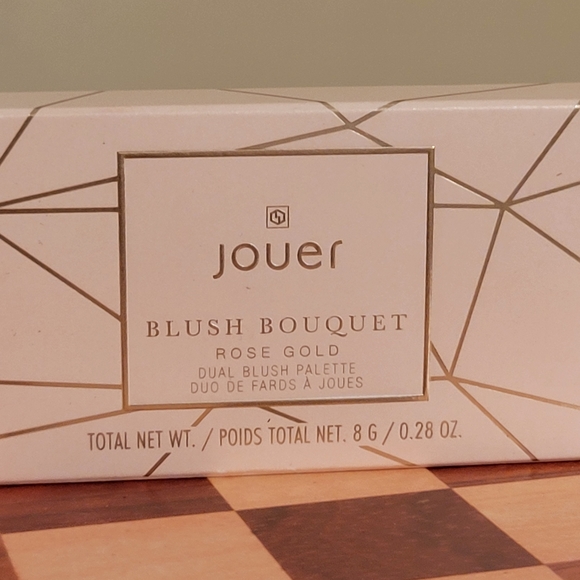 jouer
BLUSH BOUQUET
ROSE GOLD
DUAL BLUSH PALETTE
DUO DE FARDS À JOUES
TOTAL NET WT. / POIDS TOTAL NET. 8 G / 0.28 OZ.